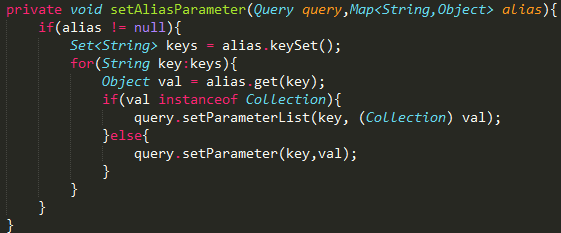 private void setAliasParameter(Query query,Map<String,Object> alias){
if(alias != null){
Set<String> keys = alias.keySet();
for(String key:keys){
Object val = alias.get(key);
if(val instanceof Collection){
query.setParameterList(key, (Collection) val);
}else{
query.setParameter(key,val);
}
}
}
}